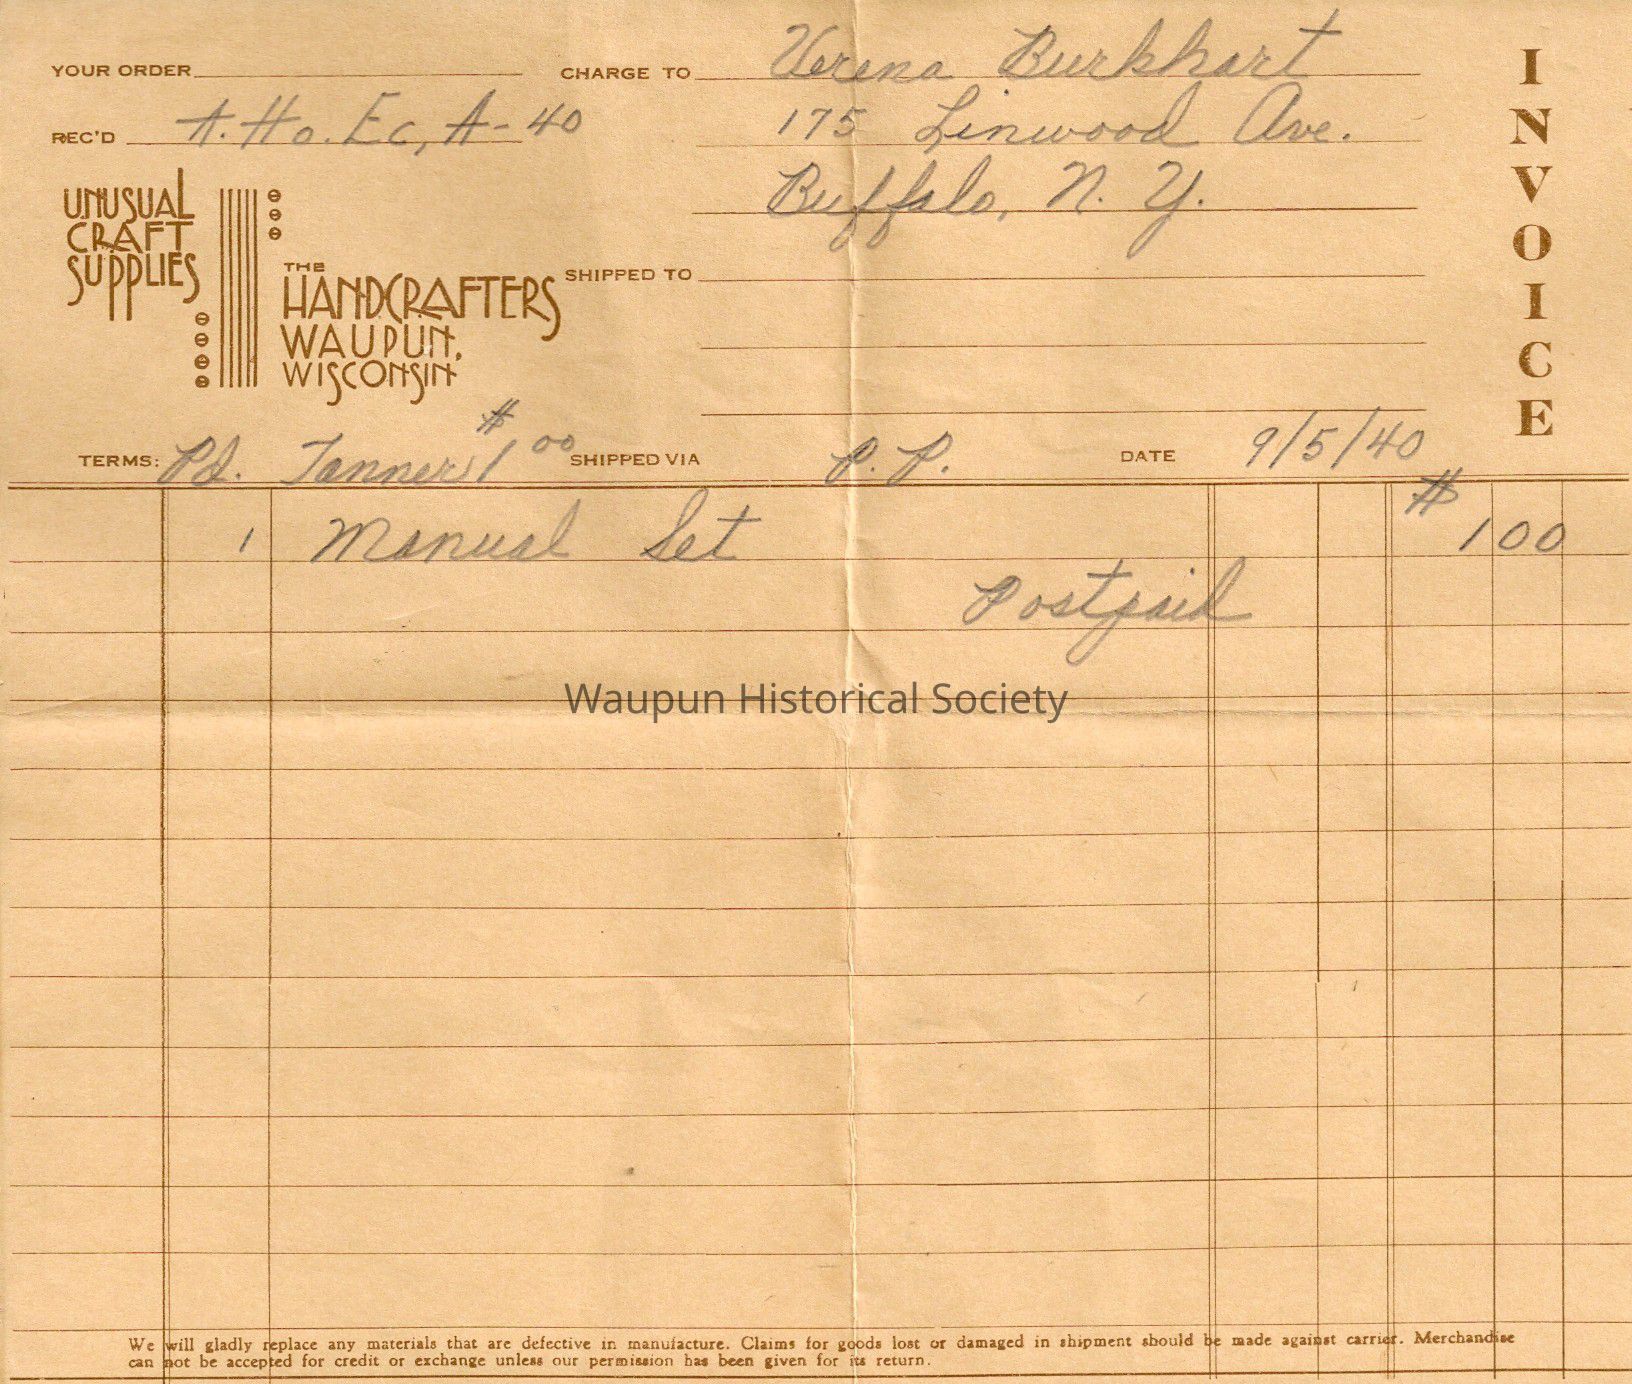 YOUR ORDER
CHARGE TO Verena Burkhart
REC'D A. Ho. Ec, A-40
175 Linwood Ave.
Buffalo, N. Y.
INVOICE
UNUSUAL
CRAFT
SUPPLIES
THE
HANDCRAFTERS
WAUPUN,
WISCONSIN
SHIPPED TO
TERMS: Pd. Tanner $1 00 SHIPPED VIA P. P. DATE 9/5/40
1 Manual Set $ 1 00
Postpaid
Waupun Historical Society
We will gladly replace any materials that are defective in manufacture. Claims for goods lost or damaged in shipment should be made against carrier. Merchandise
can not be accepted for credit or exchange unless our permission has been given for its return.